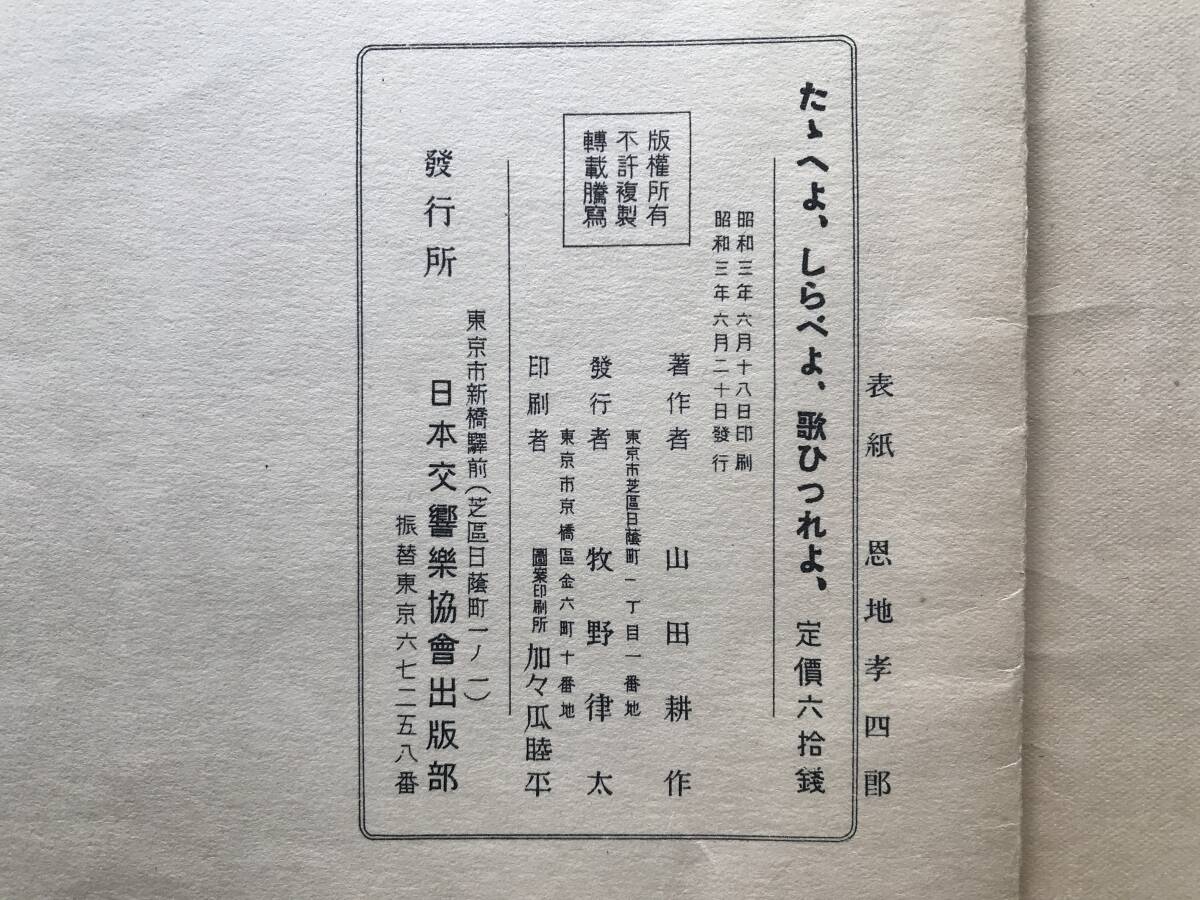 表紙 恩地孝四郎
たゝへよ、しらべよ、歌ひつれよ、 定價六拾錢
昭和三年六月十八日印刷
昭和三年六月二十日發行
版權所有
不許複製
轉載騰寫
著作者 山田耕作
東京市芝區日蔭町一丁目一番地
發行者 牧野律太
東京市京橋區金六町十番地
印刷者 圖案印刷所 加々瓜睦平
東京市新橋驛前(芝區日蔭町一ノ一)
發行所 日本交響樂協會出版部
振替東京六七二五八番